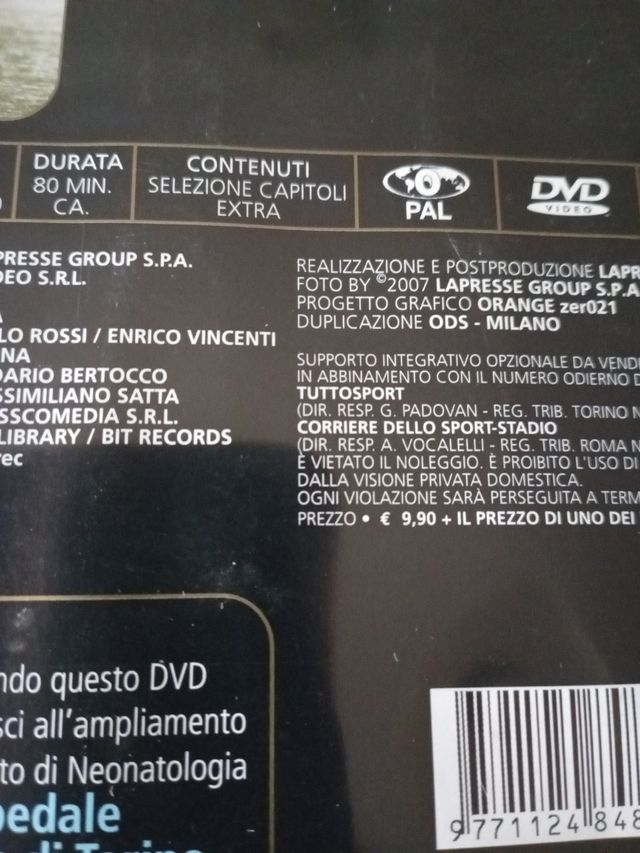 DURATA
80 MIN.
CA.
CONTENUTI
SELEZIONE CAPITOLI
EXTRA
0
PAL
DVD
VIDEO
PRESSE GROUP S.P.A.
DEO S.R.L.
A
LO ROSSI / ENRICO VINCENTI
NA
DARIO BERTOCCO
SSIMILIANO SATTA
SSCOMEDIA S.R.L.
LIBRARY / BIT RECORDS
ec
REALIZZAZIONE E POSTPRODUZIONE LAPR
FOTO BY ©2007 LAPRESSE GROUP S.P.A
PROGETTO GRAFICO ORANGE zer021
DUPLICAZIONE ODS - MILANO
SUPPORTO INTEGRATIVO OPZIONALE DA VENDE
IN ABBINAMENTO CON IL NUMERO ODIERNO D
TUTTOSPORT
(DIR. RESP. G. PADOVAN - REG. TRIB. TORINO N
CORRIERE DELLO SPORT-STADIO
(DIR. RESP. A. VOCALELLI - REG. TRIB. ROMA N
È VIETATO IL NOLEGGIO. È PROIBITO L'USO DI
DALLA VISIONE PRIVATA DOMESTICA.
OGNI VIOLAZIONE SARÀ PERSEGUITA A TERM
PREZZO • € 9,90 + IL PREZZO DI UNO DEI
ndo questo DVD
sci all'ampliamento
to di Neonatologia
pedale
di Torino
9 771124 848